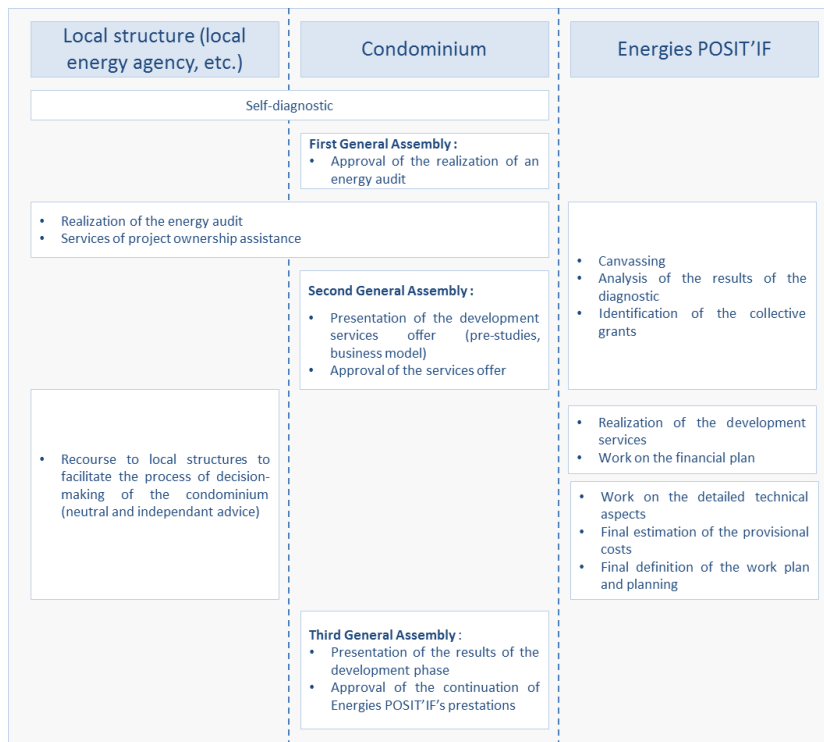 Local structure (local
energy agency, etc.)
Condominium
Energies POSIT'IF
Self-diagnostic
First General Assembly :
• Approval of the realization of an
energy audit
• Realization of the energy audit
• Services of project ownership assistance
• Canvassing
• Analysis of the results of the
diagnostic
• Identification of the collective
grants
Second General Assembly :
• Presentation of the development
services offer (pre-studies,
business model)
• Approval of the services offer
• Recourse to local structures to
facilitate the process of decision-
making of the condominium
(neutral and independant advice)
• Realization of the development
services
• Work on the financial plan
• Work on the detailed technical
aspects
• Final estimation of the provisional
costs
• Final definition of the work plan
and planning
Third General Assembly :
• Presentation of the results of the
development phase
• Approval of the continuation of
Energies POSIT'IF's prestations